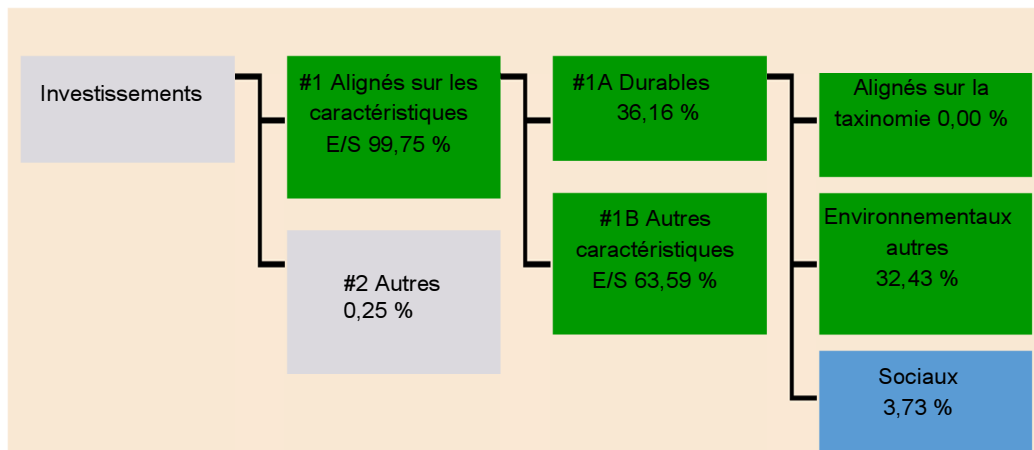 Investissements
#1 Alignés sur les
caractéristiques
E/S 99,75 %
#2 Autres
0,25 %
#1A Durables
36,16 %
#1B Autres
caractéristiques
E/S 63,59 %
Alignés sur la
taxinomie 0,00 %
Environnementaux
autres
32,43 %
Sociaux
3,73 %